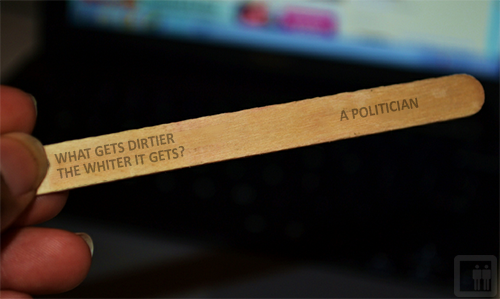 WHAT GETS DIRTIER
THE WHITER IT GETS?
A POLITICIAN